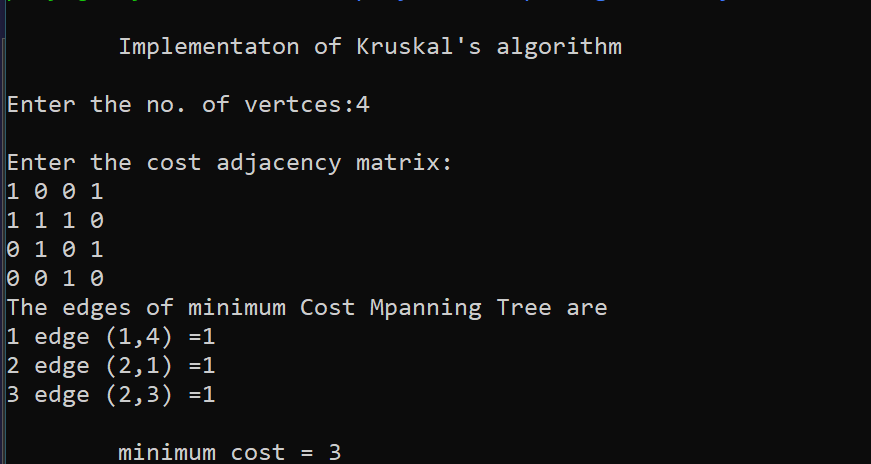 Implementaton of Kruskal's algorithm
Enter the no. of vertces:4
Enter the cost adjacency matrix:
1 0 0 1
1 1 1 0
0 1 0 1
0 0 1 0
The edges of minimum Cost Mpanning Tree are
1 edge (1,4) =1
2 edge (2,1) =1
3 edge (2,3) =1
minimum cost = 3